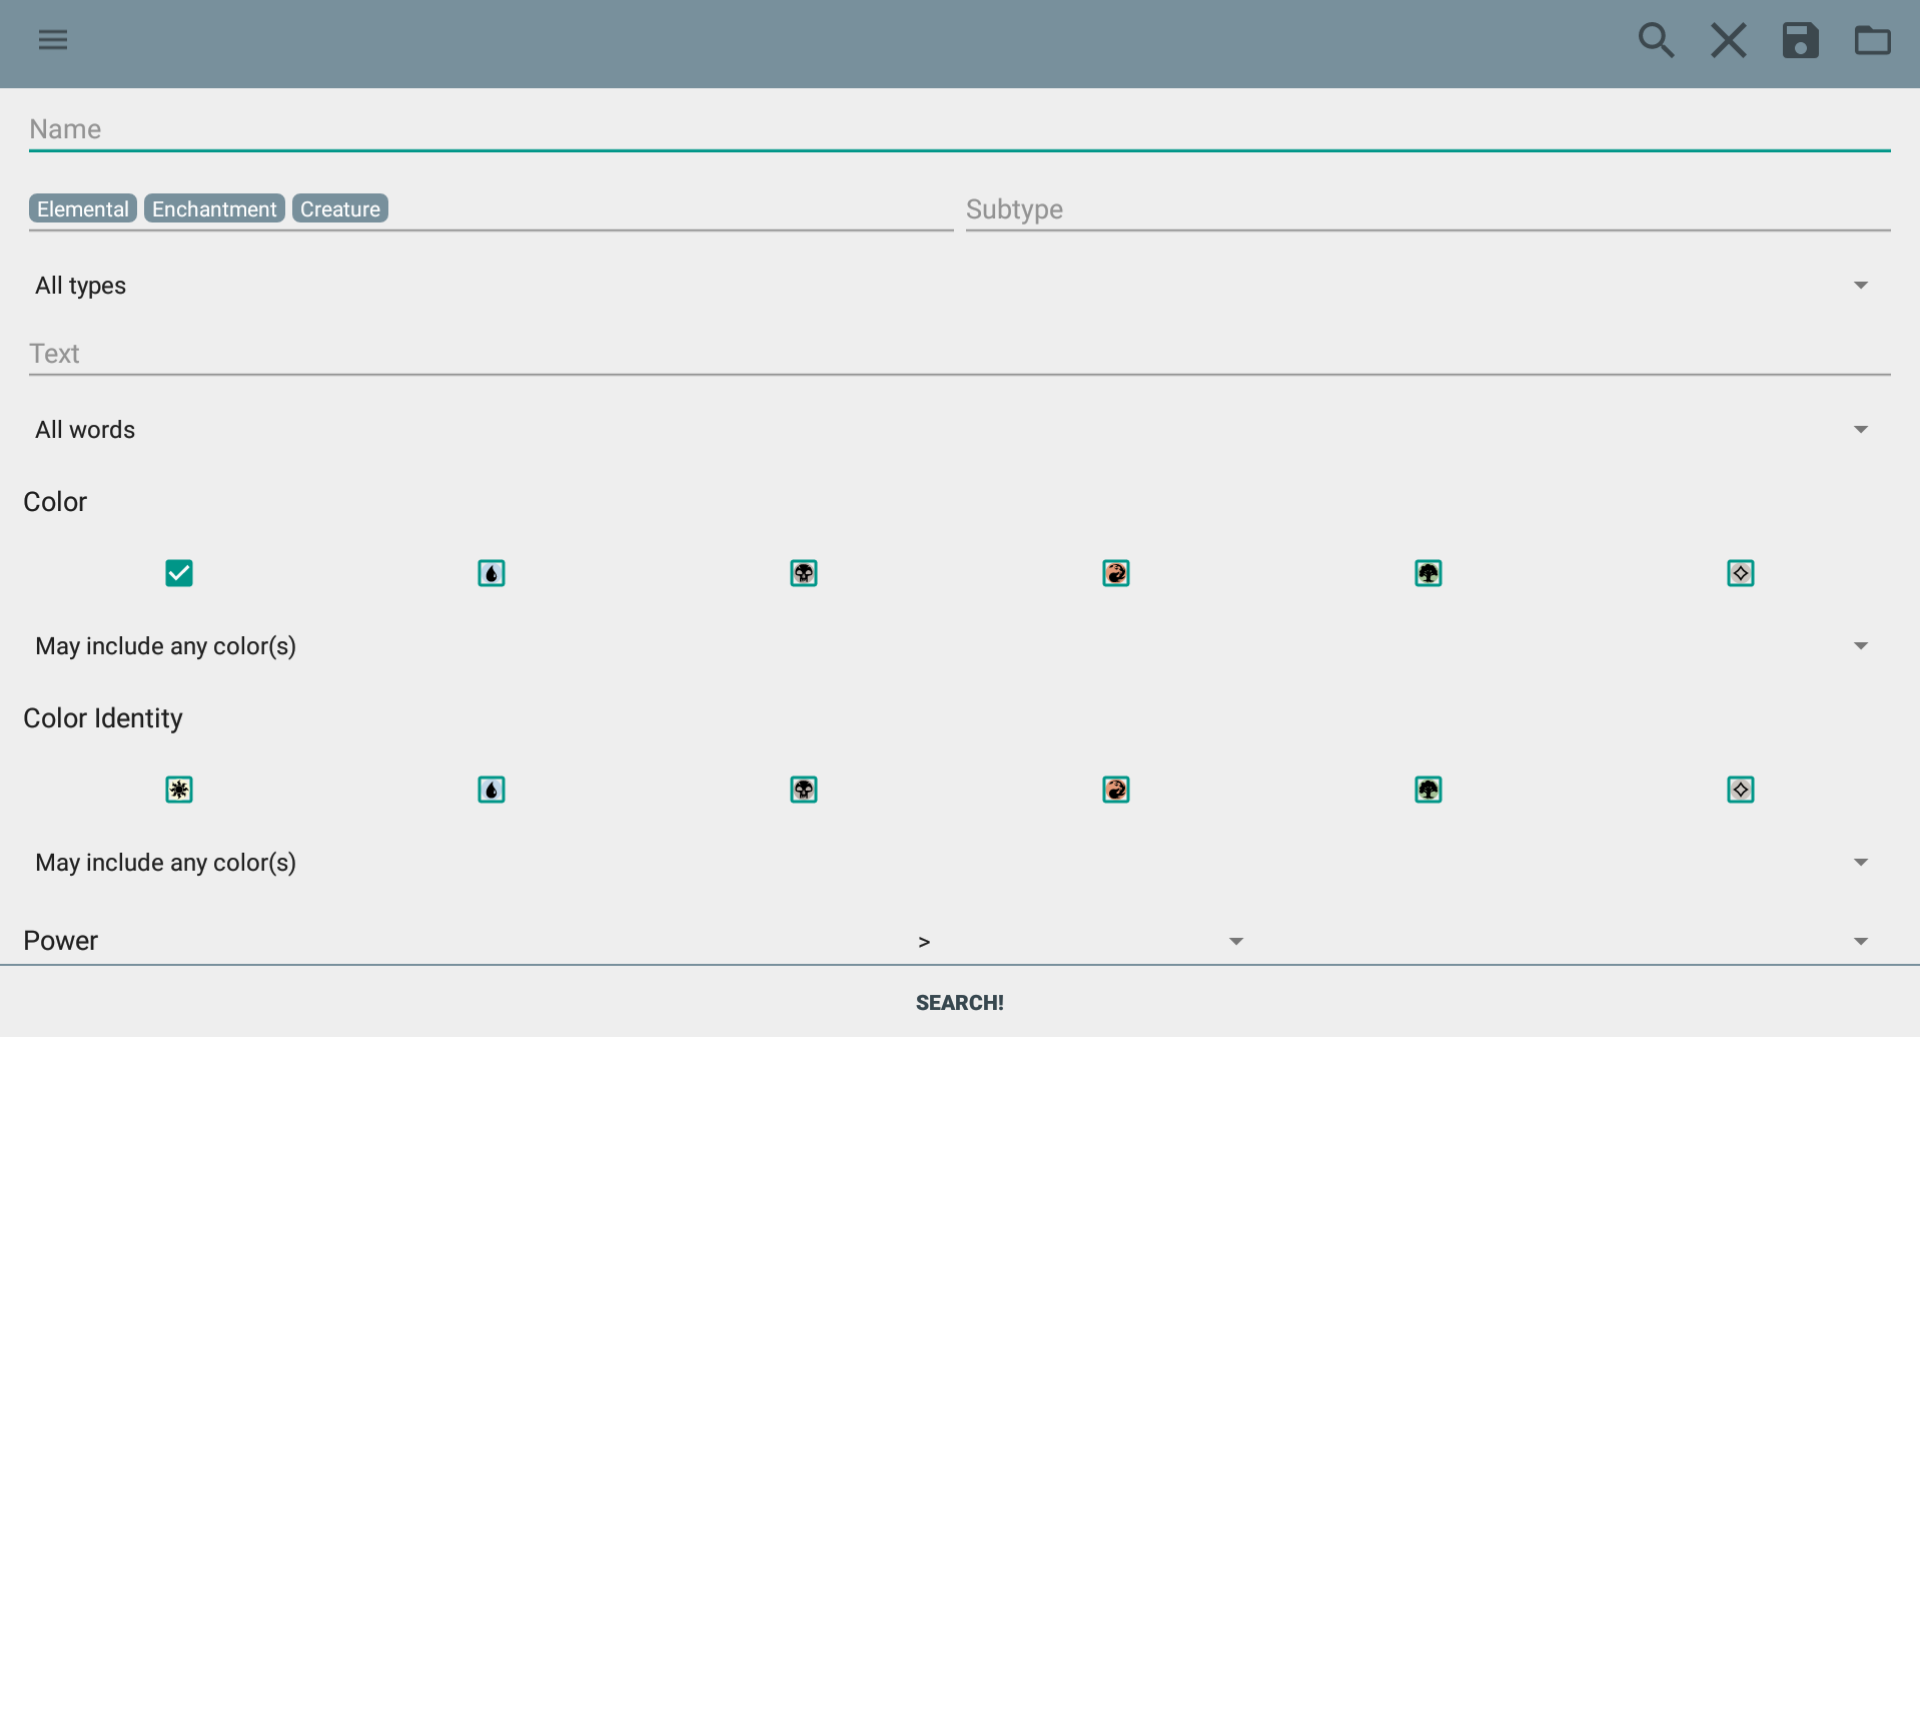 Name
Elemental Enchantment Creature Subtype
All types
Text
All words
Color
May include any color(s)
Color Identity
May include any color(s)
Power >
SEARCH!